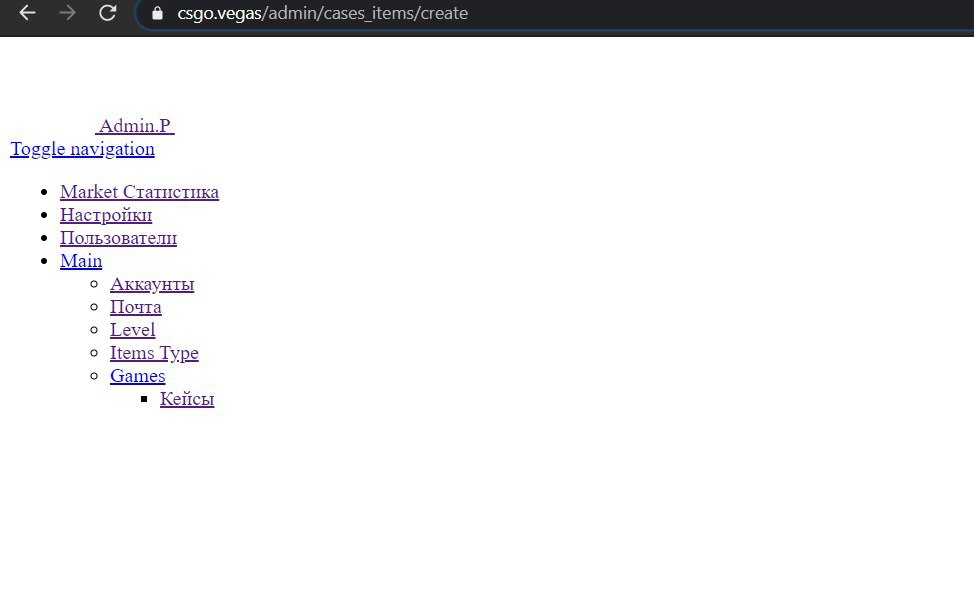 csgo.vegas/admin/cases_items/create
Admin.P
Toggle navigation
Market Статистика
Настройки
Пользователи
Main
Аккаунты
Почта
Level
Items Type
Games
Кейсы